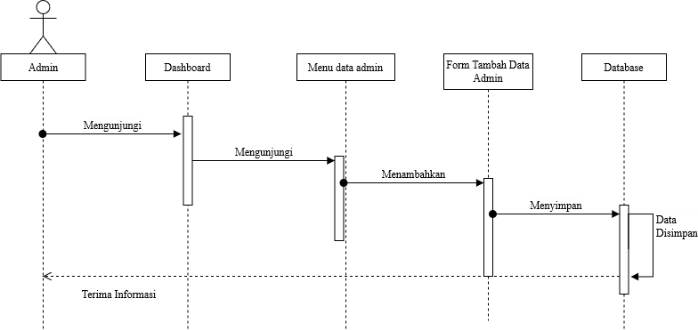 Admin
Dashboard
Menu data admin
Form Tambah Data
Admin
Database
Mengunjungi
Mengunjungi
Menambahkan
Menyimpan
Data
Disimpan
Terima Informasi